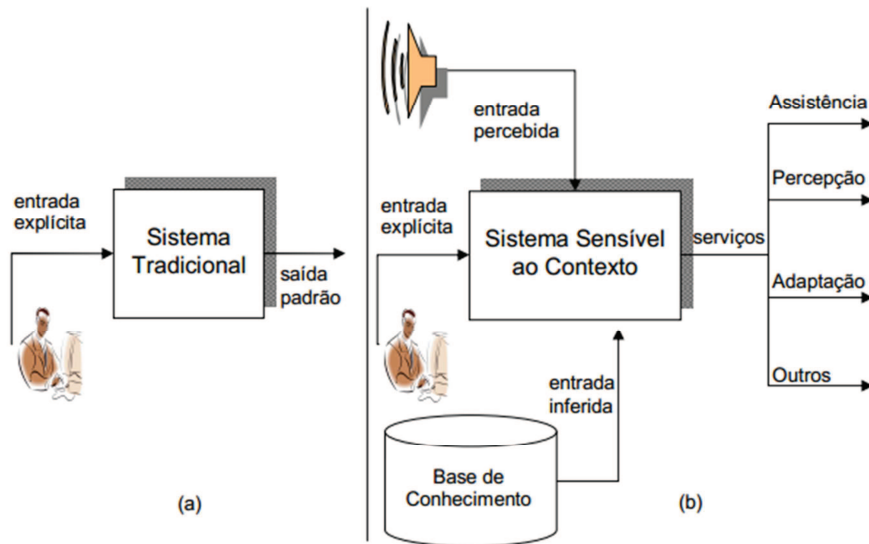 entrada
explícita
Sistema
Tradicional
saída
padrão
(a)
entrada
percebida
entrada
explícita
Sistema Sensível
ao Contexto
serviços
Assistência
Percepção
Adaptação
Outros
entrada
inferida
Base de
Conhecimento
(b)